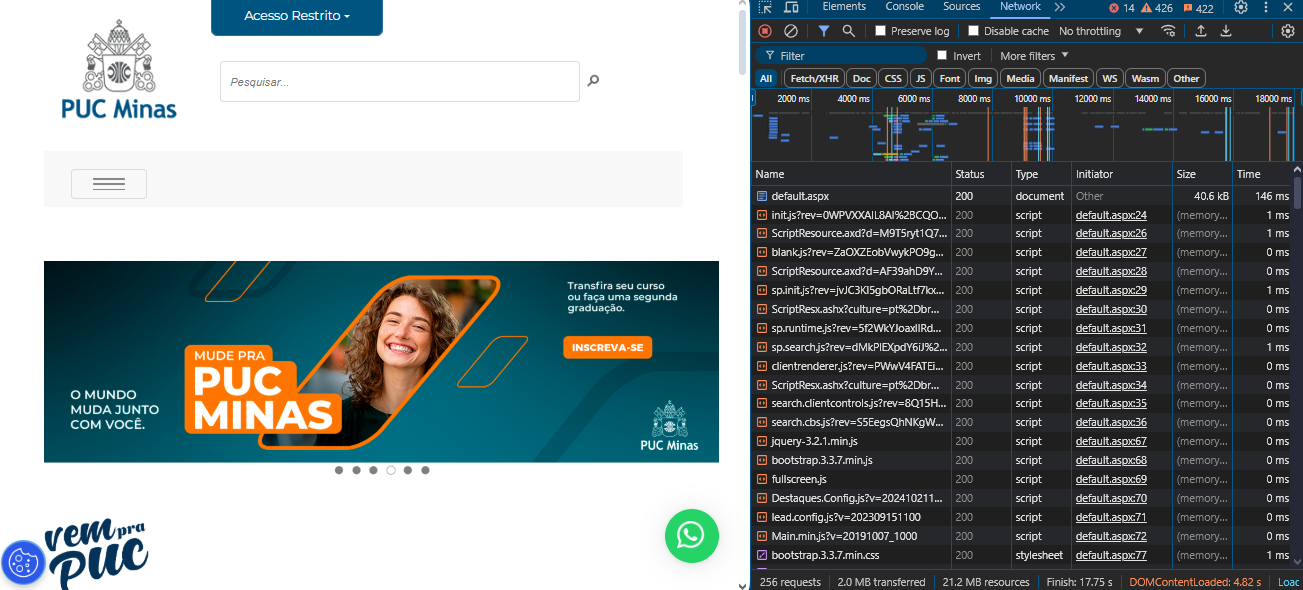 Acesso Restrito
Pesquisar...
PUC Minas
Transfira seu curso
ou faça uma segunda
graduação.
INSCREVA-SE
MUDE PRA
PUC
MINAS
O MUNDO
MUDA JUNTO
COM VOCÊ.
PUC Minas
vem pra
PUC
Elements Console Sources Network 14 426 422
Preserve log Disable cache No throttling
Filter Invert More filters
All Fetch/XHR Doc CSS JS Font Img Media Manifest WS Wasm Other
2000 ms 4000 ms 6000 ms 8000 ms 10000 ms 12000 ms 14000 ms 16000 ms 18000 ms
Name Status Type Initiator Size Time
default.aspx 200 document Other 40.6 kB 146 ms
init.js?rev=0WPVXXAIL8AI%2BCQO... 200 script default.aspx:24 (memory... 1 ms
ScriptResource.axd?d=M9T5ryt1Q7... 200 script default.aspx:26 (memory... 1 ms
blank.js?rev=ZaOXZEobVwykPO9g... 200 script default.aspx:27 (memory... 0 ms
ScriptResource.axd?d=AF39ahD9Y... 200 script default.aspx:28 (memory... 0 ms
sp.init.js?rev=jvJC3Kl5gbORaLtf7kx... 200 script default.aspx:29 (memory... 1 ms
ScriptResx.ashx?culture=pt%2Dbr... 200 script default.aspx:30 (memory... 0 ms
sp.runtime.js?rev=5f2WkYJoaxlIRd... 200 script default.aspx:31 (memory... 0 ms
sp.search.js?rev=dMkPIEXpdY6iJ%2... 200 script default.aspx:32 (memory... 1 ms
clientrenderer.js?rev=PWwV4FATEi... 200 script default.aspx:33 (memory... 0 ms
ScriptResx.ashx?culture=pt%2Dbr... 200 script default.aspx:34 (memory... 0 ms
search.clientcontrols.js?rev=8Q15H... 200 script default.aspx:35 (memory... 0 ms
search.cbs.js?rev=S5EegsQhNKgW... 200 script default.aspx:36 (memory... 0 ms
jquery-3.2.1.min.js 200 script default.aspx:67 (memory... 0 ms
bootstrap.3.3.7.min.js 200 script default.aspx:68 (memory... 0 ms
fullscreen.js 200 script default.aspx:69 (memory... 0 ms
Destaques.Config.js?v=202410211... 200 script default.aspx:70 (memory... 0 ms
lead.config.js?v=202309151100 200 script default.aspx:71 (memory... 0 ms
Main.min.js?v=20191007_1000 200 script default.aspx:72 (memory... 0 ms
bootstrap.3.3.7.min.css 200 stylesheet default.aspx:77 (memory... 1 ms
256 requests 2.0 MB transferred 21.2 MB resources Finish: 17.75 s DOMContentLoaded: 4.82 s Load